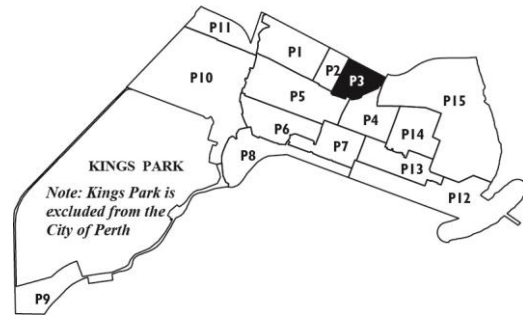 P11
P1
P2
P3
P10
P15
P5
P4
P14
P6
P7
KINGS PARK
P8
P13
Note: Kings Park is
excluded from the
City of Perth
P12
P9